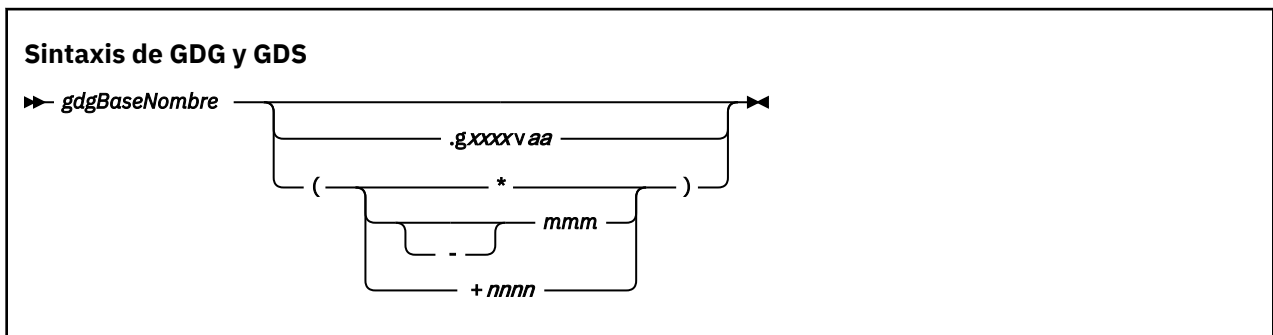 Sintaxis de GDG y GDS
gdgBaseNombre
.gxxxxvaa
( * )
- mmm
+ nnnn